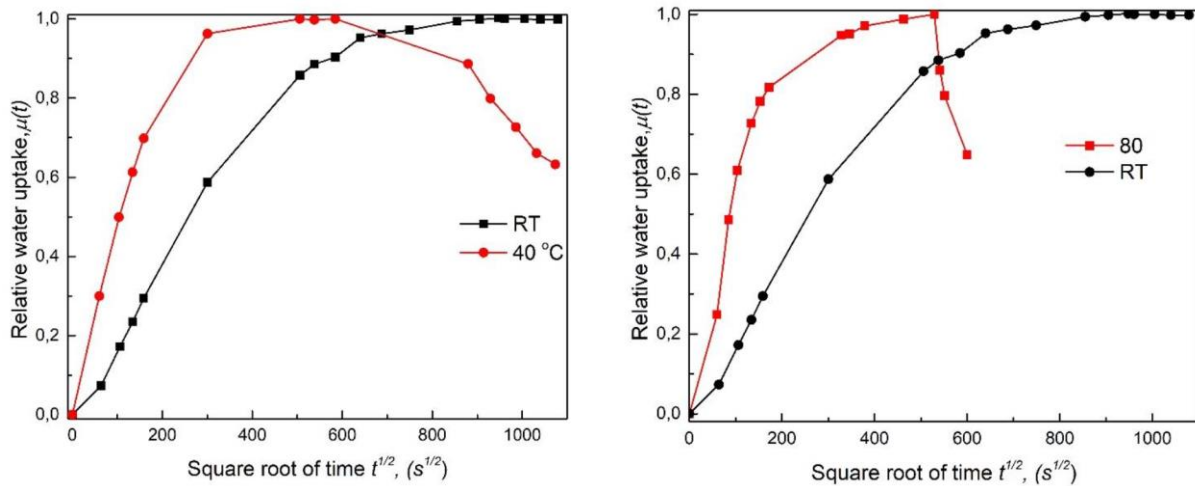 Relative water uptake,μ(t)
1,0
0,8
0,6
0,4
0,2
0,0
RT
40 °C
0 200 400 600 800 1000
Square root of time t^{1/2}, (s^{1/2})
Relative water uptake,μ(t)
1,0
0,8
0,6
0,4
0,2
0,0
80
RT
0 200 400 600 800 1000
Square root of time t^{1/2}, (s^{1/2})